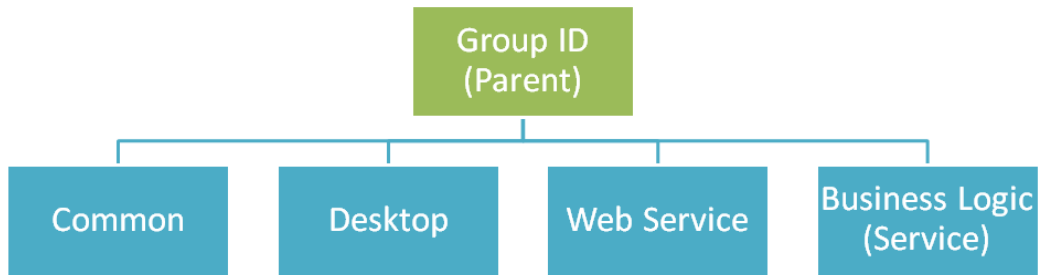 Group ID
(Parent)
Common
Desktop
Web Service
Business Logic
(Service)